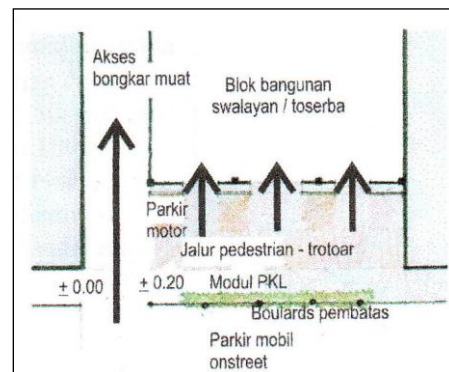 Akses
bongkar muat
Blok bangunan
swalayan / toserba
Parkir
motor
Jalur pedestrian - trotoar
± 0.00
± 0.20
Modul PKL
Boulards pembatas
Parkir mobil
onstreet